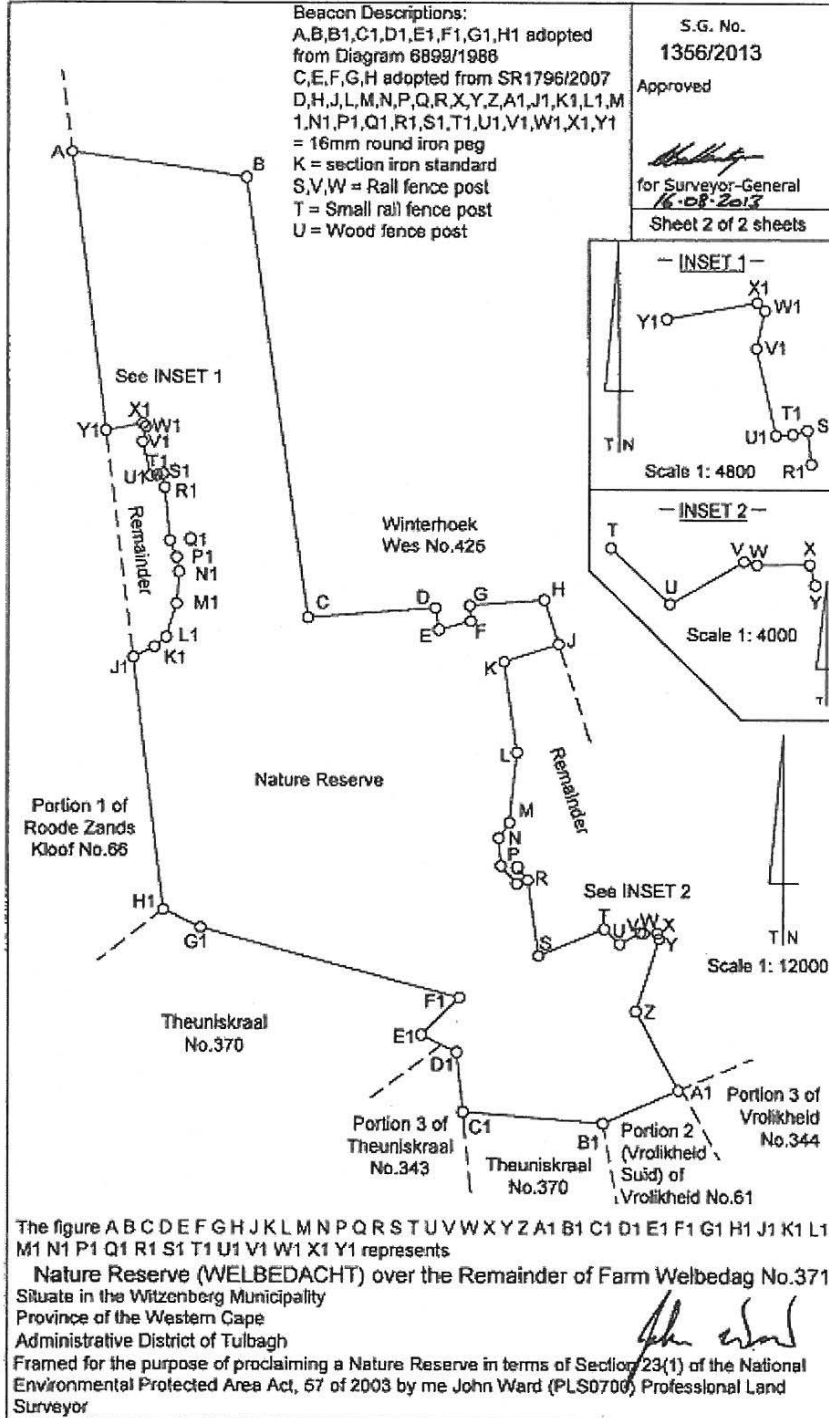 Beacon Descriptions:
A,B,B1,C1,D1,E1,F1,G1,H1 adopted
from Diagram 6899/1986
C,E,F,G,H adopted from SR1796/2007
D,H,J,L,M,N,P,Q,R,X,Y,Z,A1,J1,K1,L1,M
1,N1,P1,Q1,R1,S1,T1,U1,V1,W1,X1,Y1
= 16mm round iron peg
K = section iron standard
S,V,W = Rail fence post
T = Small rail fence post
U = Wood fence post
S.G. No.
1356/2013
Approved
for Surveyor-General
16-08-2013
Sheet 2 of 2 sheets
— INSET 1 —
X1
W1
Y1
V1
T1
S
U1
R1
T N
Scale 1: 4800
— INSET 2 —
T
V
W
X
U
Y
Scale 1: 4000
T
A
B
See INSET 1
X1
W1
Y1
V1
T1
S1
U1
R1
Remainder
Q1
P1
N1
M1
L1
K1
J1
Winterhoek
Wes No.426
C
D
G
H
E
F
J
K
L
Remainder
M
N
P
Q
R
Nature Reserve
Portion 1 of
Roode Zands
Kloof No.66
See INSET 2
T
U
V
W
X
Y
S
Z
T N
Scale 1: 12000
H1
G1
F1
E1
D1
Theuniskraal
No.370
A1
C1
B1
Portion 3 of
Theuniskraal
No.343
Theuniskraal
No.370
Portion 2
(Vrolikheid
Suid) of
Vrolikheid No.61
Portion 3 of
Vrolikheid
No.344
The figure A B C D E F G H J K L M N P Q R S T U V W X Y Z A1 B1 C1 D1 E1 F1 G1 H1 J1 K1 L1
M1 N1 P1 Q1 R1 S1 T1 U1 V1 W1 X1 Y1 represents
Nature Reserve (WELBEDACHT) over the Remainder of Farm Welbedag No.371
Situate in the Witzenberg Municipality
Province of the Western Cape
Administrative District of Tulbagh
Framed for the purpose of proclaiming a Nature Reserve in terms of Section 23(1) of the National
Environmental Protected Area Act, 57 of 2003 by me John Ward (PLS0700) Professional Land
Surveyor